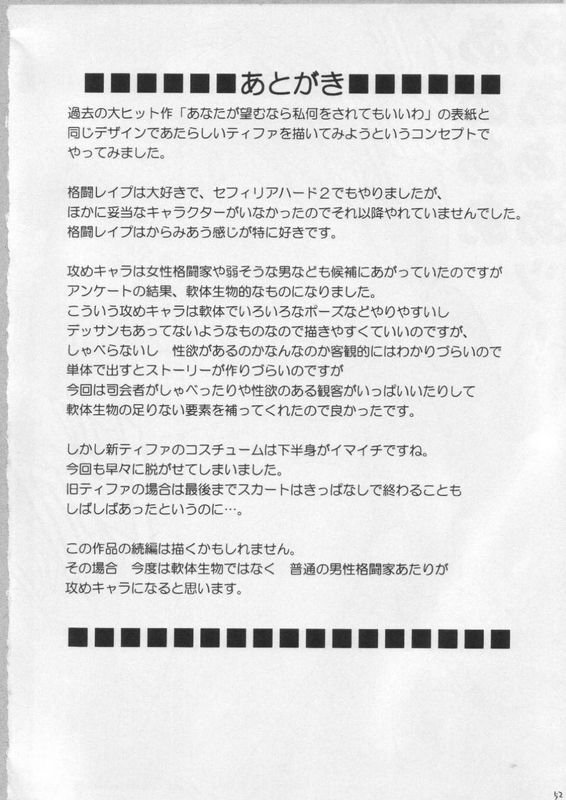 ■■■■■■■あとがき■■■■■■■
過去の大ヒット作「あなたが望むなら私何をされてもいいわ」の表紙と
同じデザインであたらしいティファを描いてみようというコンセプトで
やってみました。
格闘レイプは大好きで、セフィリアハード2でもやりましたが、
ほかに妥当なキャラクターがいなかったのでそれ以降やれていませんでした。
格闘レイプはからみあう感じが特に好きです。
攻めキャラは女性格闘家や弱そうな男なども候補にあがっていたのですが
アンケートの結果、軟体生物的なものになりました。
こういう攻めキャラは軟体でいろいろなポーズなどやりやすいし
デッサンもあってないようなものなので描きやすくていいのですが、
しゃべらないし　性欲があるのかなんなのか客観的にはわかりづらいので
単体で出すとストーリーが作りづらいのですが
今回は司会者がしゃべったりや性欲のある観客がいっぱいいたりして
軟体生物の足りない要素を補ってくれたので良かったです。
しかし新ティファのコスチュームは下半身がイマイチですね。
今回も早々に脱がせてしまいました。
旧ティファの場合は最後までスカートはきっぱなしで終わることも
しばしばあったというのに…。
この作品の続編は描くかもしれません。
その場合　今度は軟体生物ではなく　普通の男性格闘家あたりが
攻めキャラになると思います。
■■■■■■■■■■■■■■■■■
52